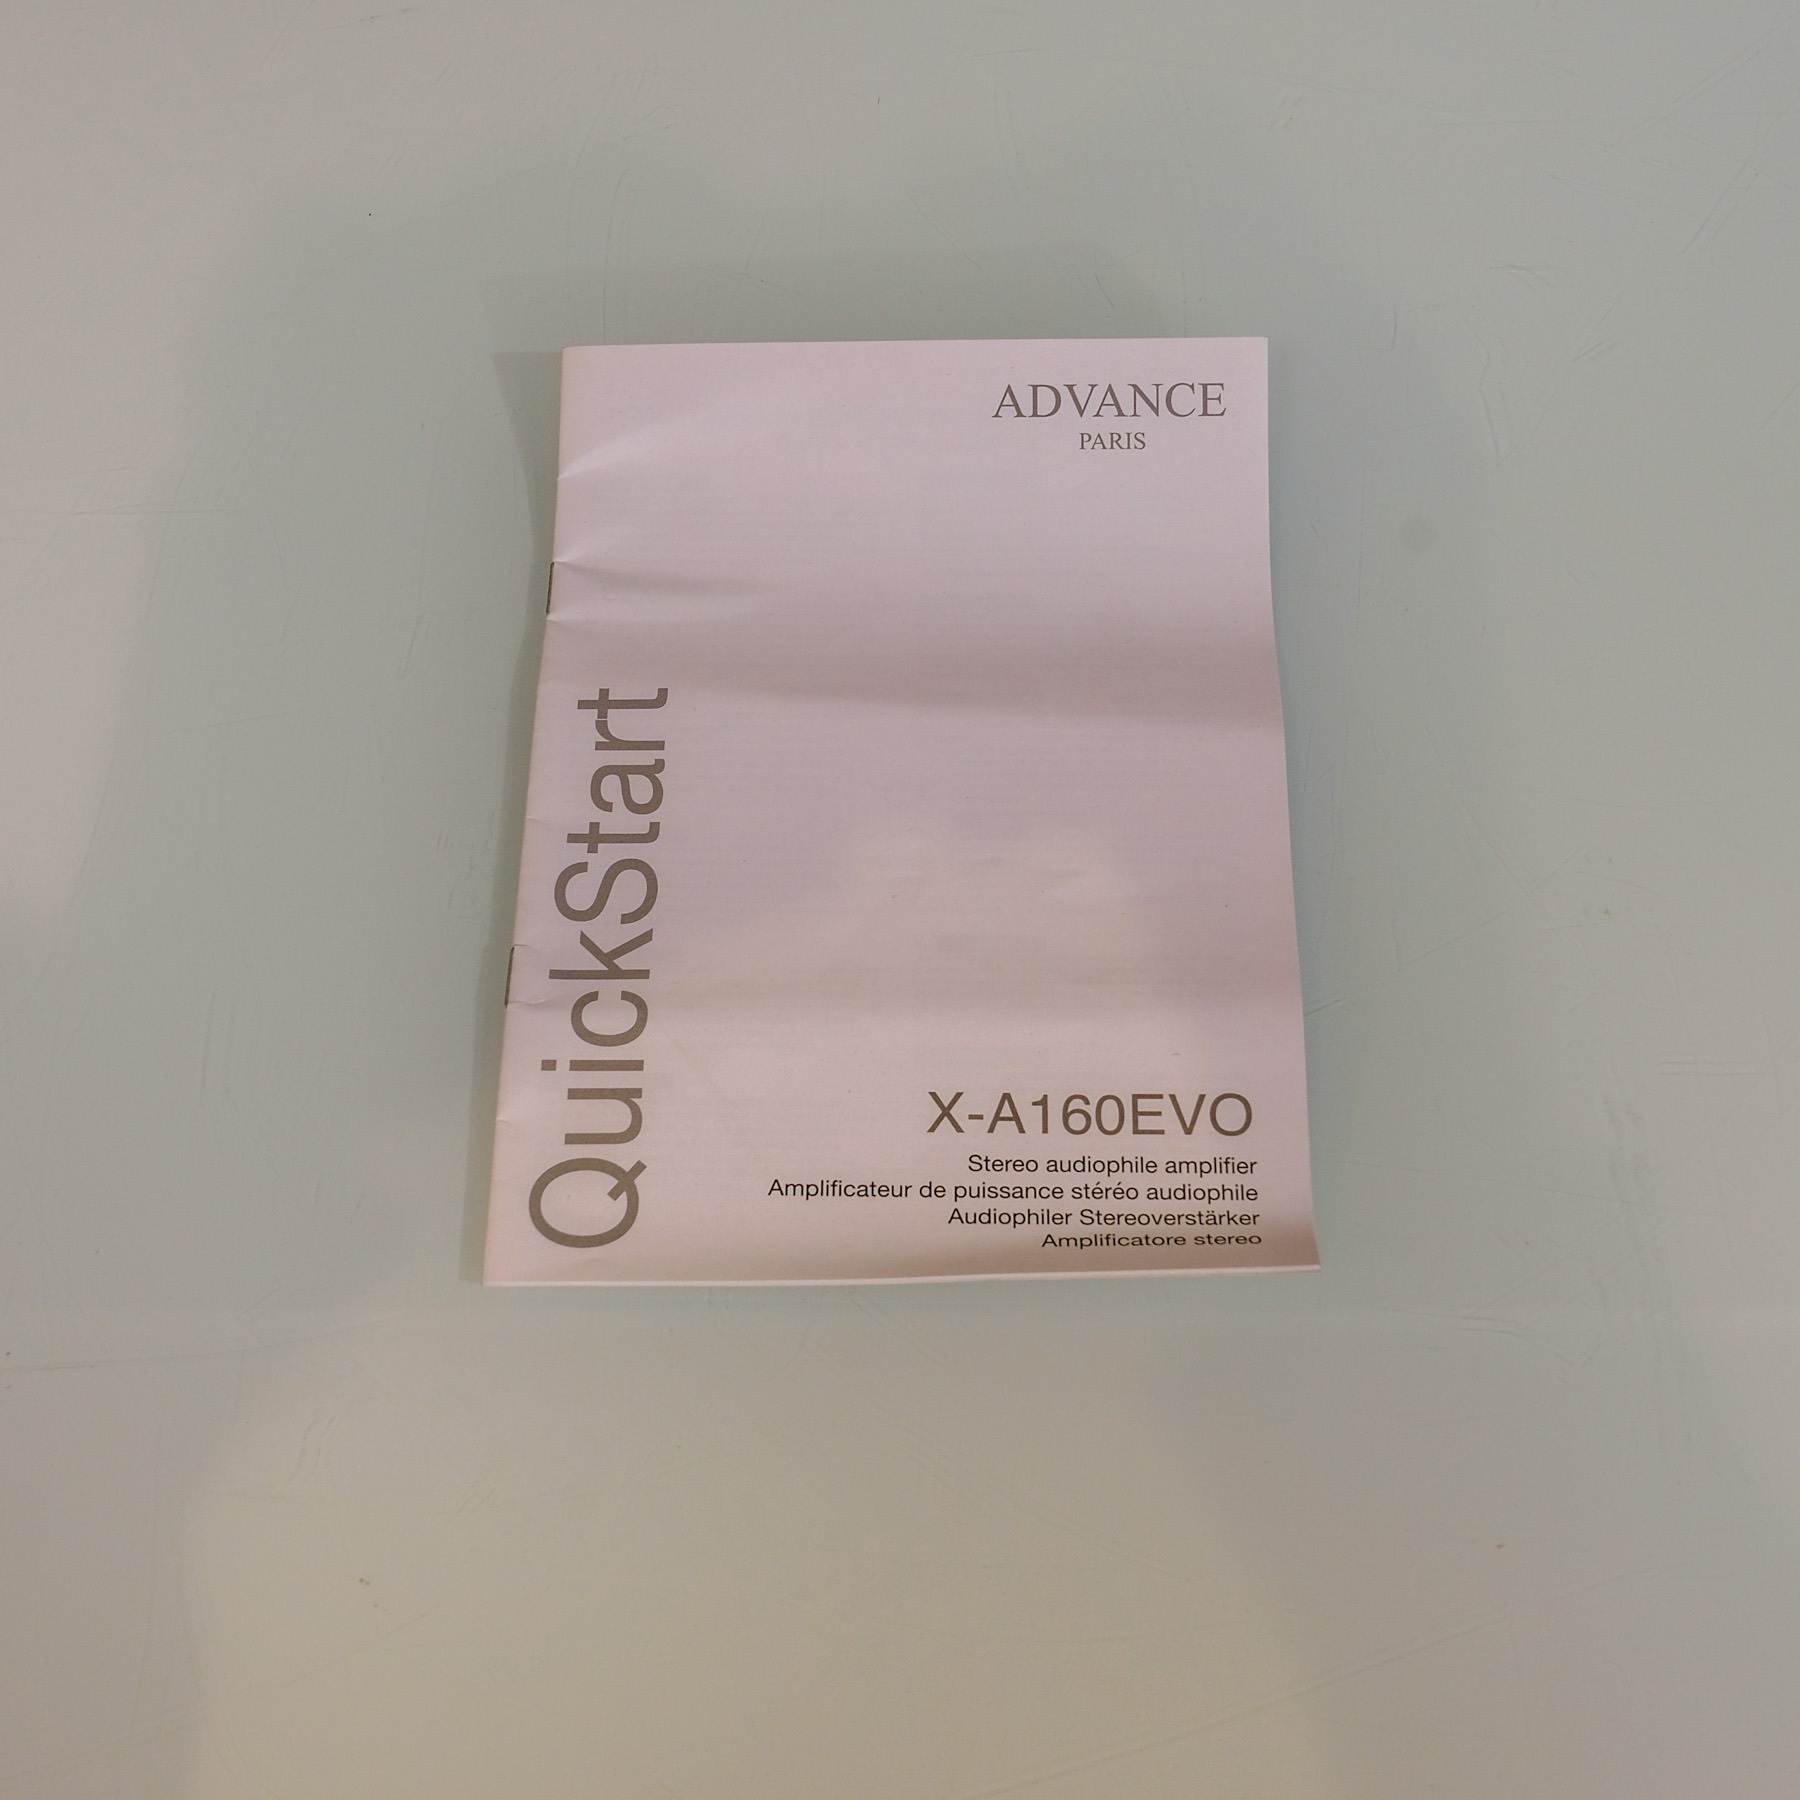 ADVANCE
PARIS
QuickStart
X-A160EVO
Stereo audiophile amplifier
Amplificateur de puissance stéréo audiophile
Audiophiler Stereoverstärker
Amplificatore stereo